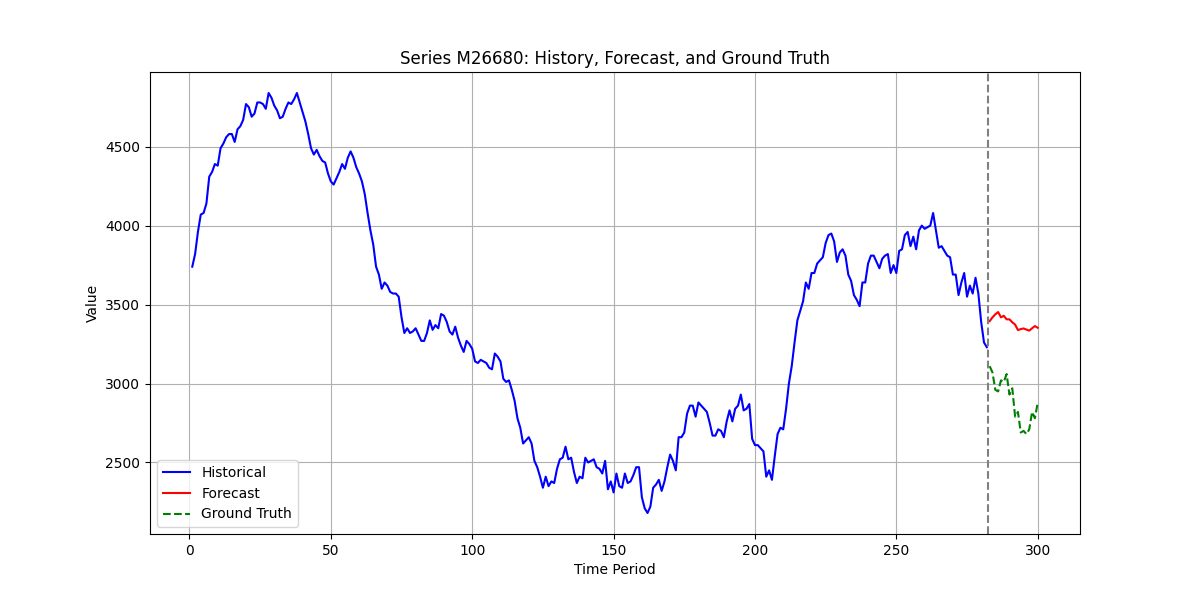 Series M26680: History, Forecast, and Ground Truth
Value
4500
4000
3500
3000
2500
Historical
Forecast
Ground Truth
0 50 100 150 200 250 300
Time Period